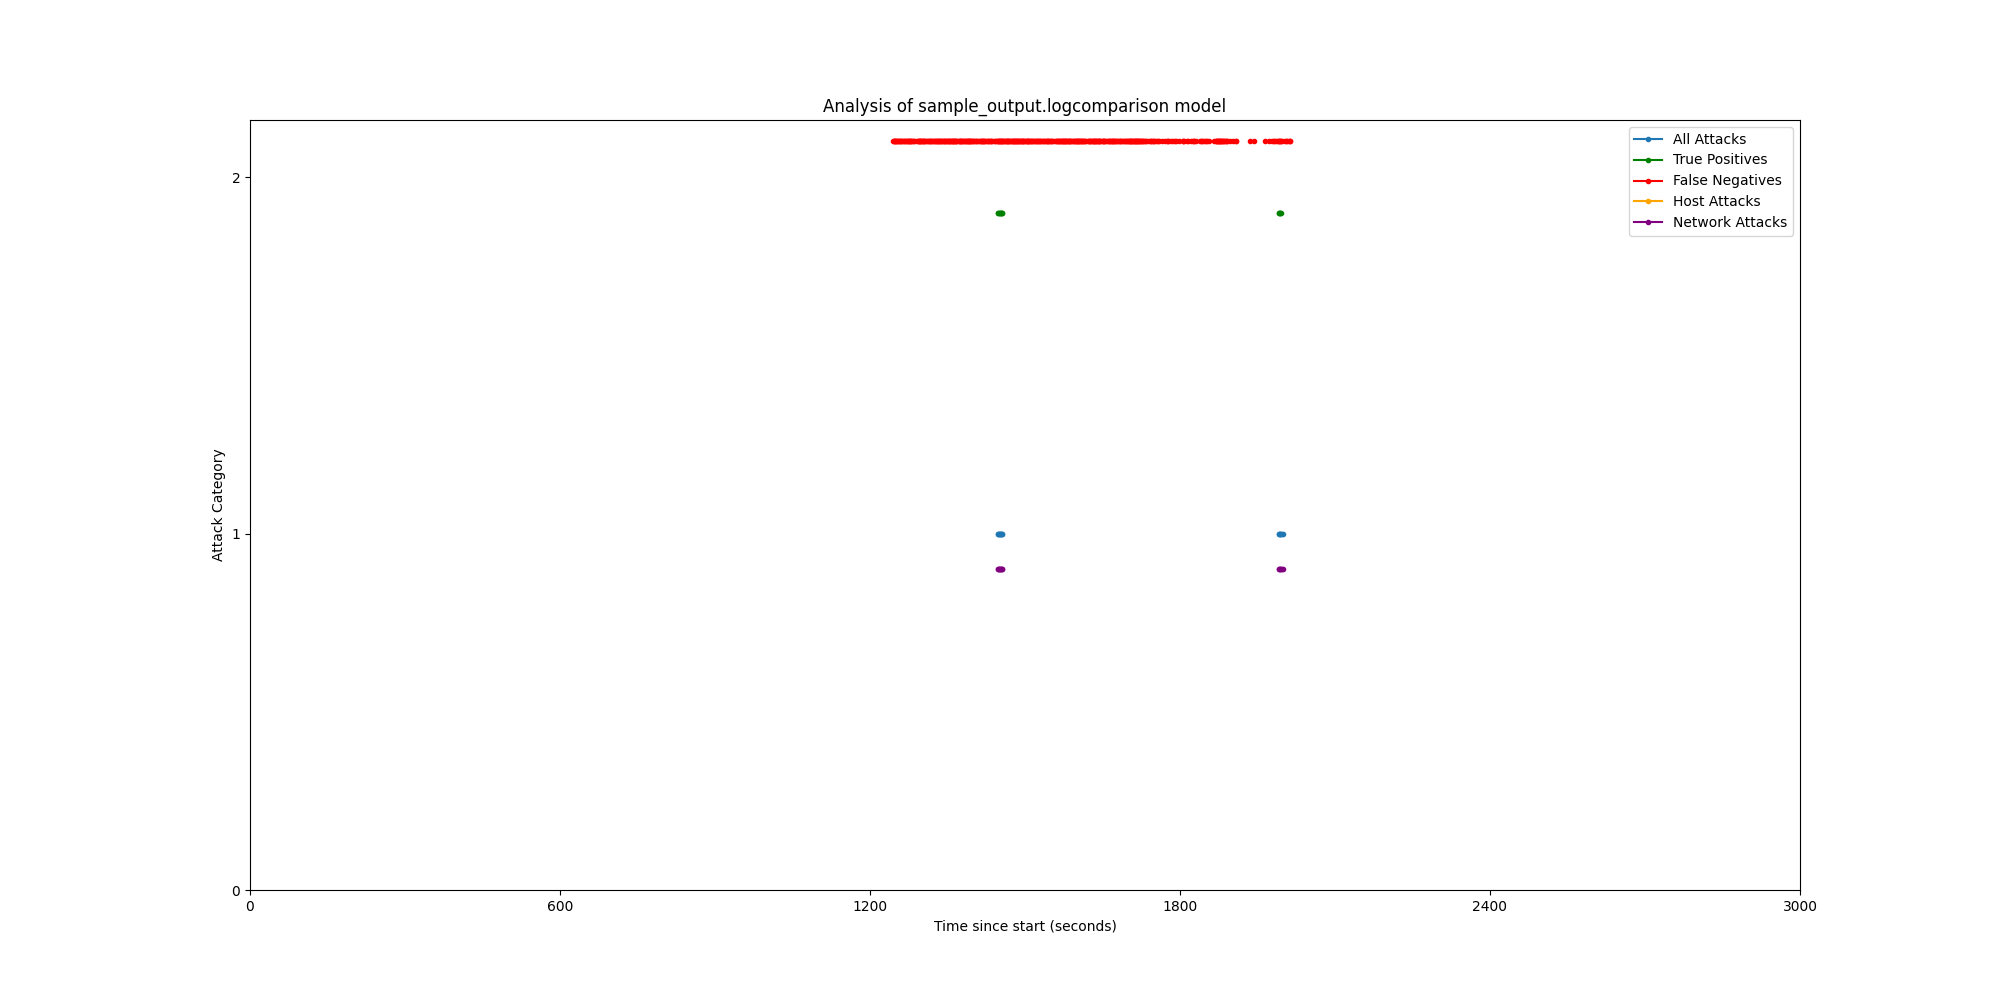 Analysis of sample_output.logcomparison model
All Attacks
True Positives
False Negatives
Host Attacks
Network Attacks
2
1
0
Attack Category
0 600 1200 1800 2400 3000
Time since start (seconds)